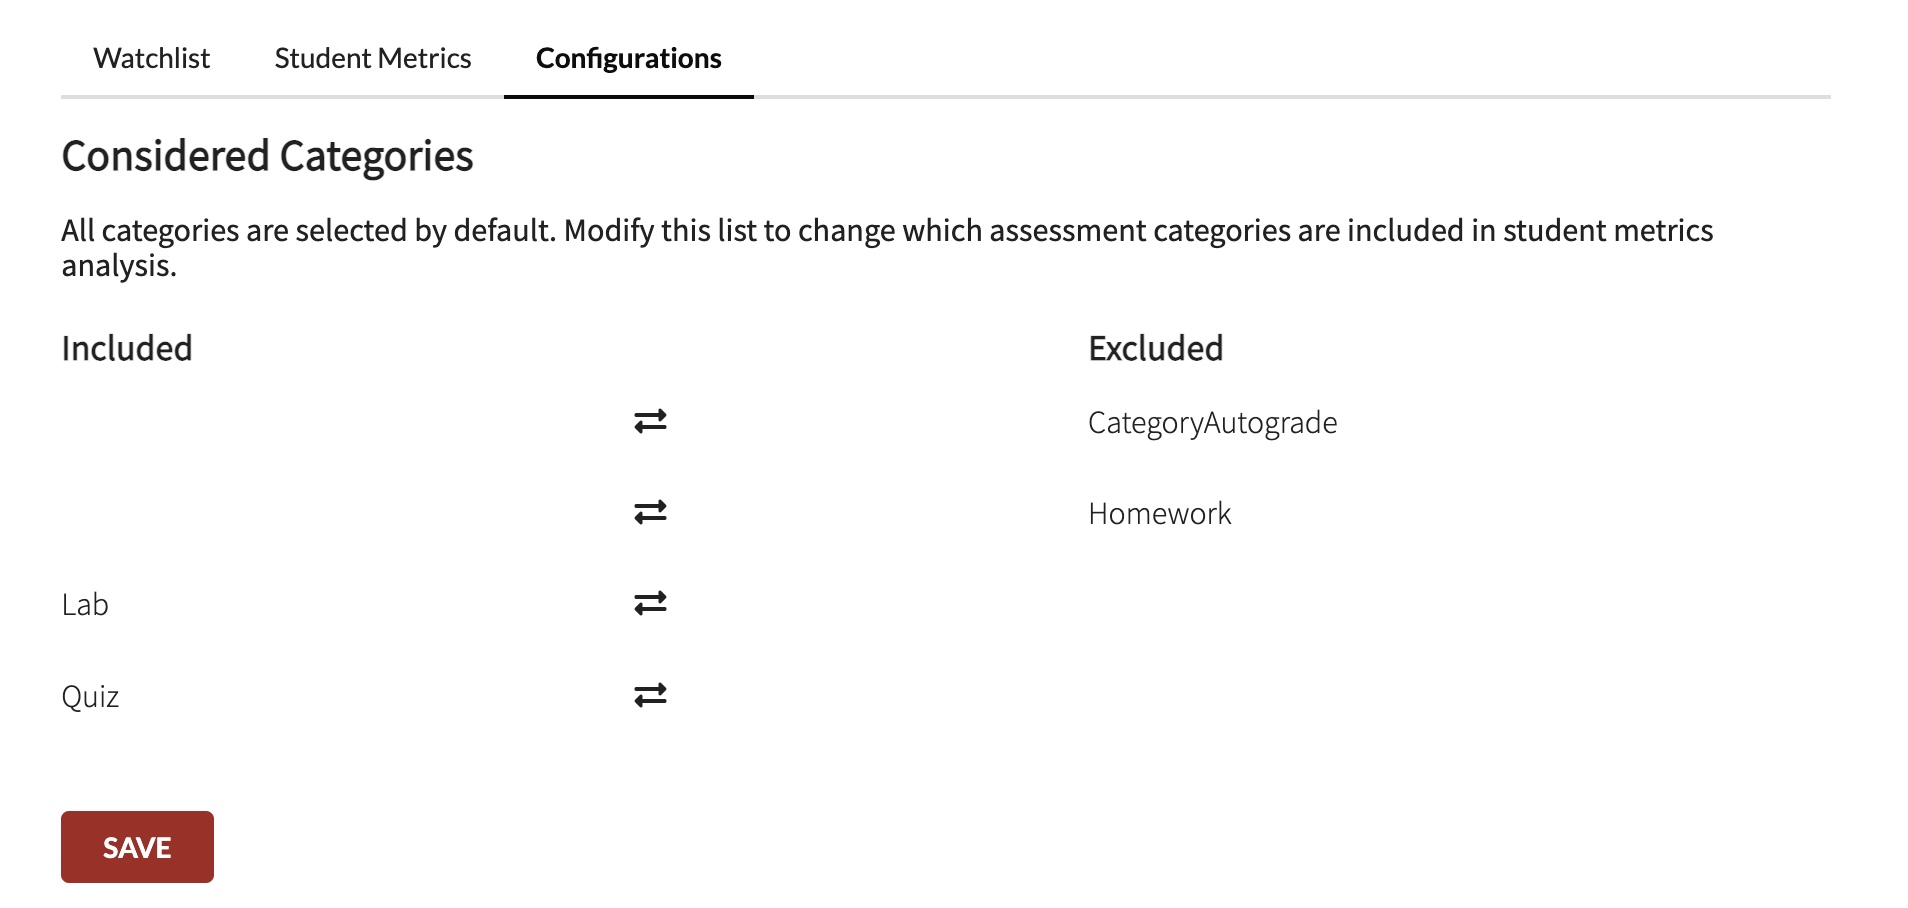 Watchlist Student Metrics Configurations
Considered Categories
All categories are selected by default. Modify this list to change which assessment categories are included in student metrics
analysis.
Included Excluded
CategoryAutograde
Homework
Lab
Quiz
SAVE